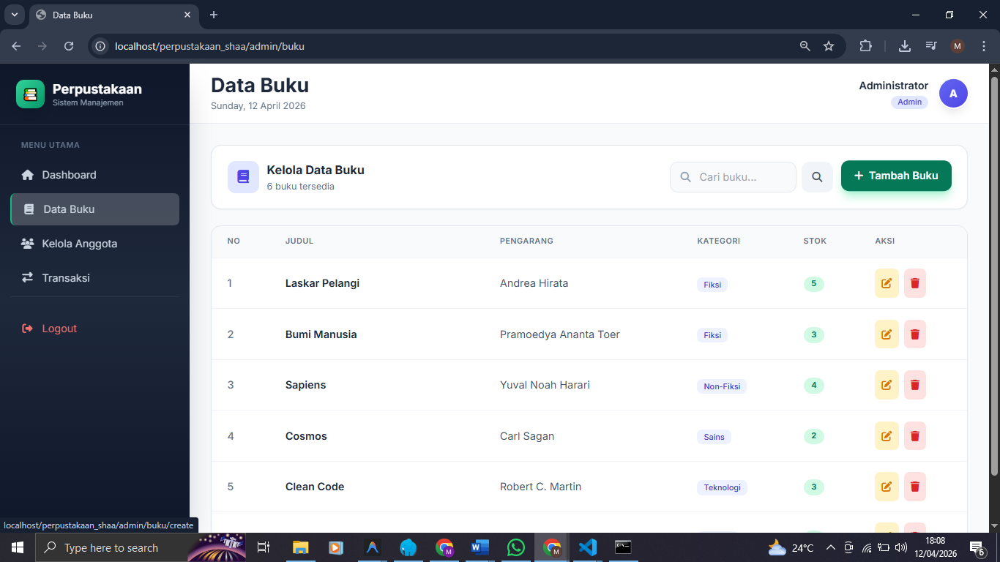 Data Buku
localhost/perpustakaan_shaa/admin/buku
M
Perpustakaan
Sistem Manajemen
MENU UTAMA
Dashboard
Data Buku
Kelola Anggota
Transaksi
Logout
Data Buku
Sunday, 12 April 2026
Administrator
Admin
A
Kelola Data Buku
6 buku tersedia
Cari buku...
+ Tambah Buku
NO JUDUL PENGARANG KATEGORI STOK AKSI
1 Laskar Pelangi Andrea Hirata Fiksi 5
2 Bumi Manusia Pramoedya Ananta Toer Fiksi 3
3 Sapiens Yuval Noah Harari Non-Fiksi 4
4 Cosmos Carl Sagan Sains 2
5 Clean Code Robert C. Martin Teknologi 3
localhost/perpustakaan_shaa/admin/buku/create
Type here to search
24°C
18:08
12/04/2026
6